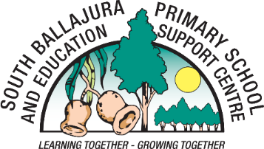 SOUTH BALLAJURA PRIMARY SCHOOL
AND EDUCATION SUPPORT CENTRE
LEARNING TOGETHER - GROWING TOGETHER